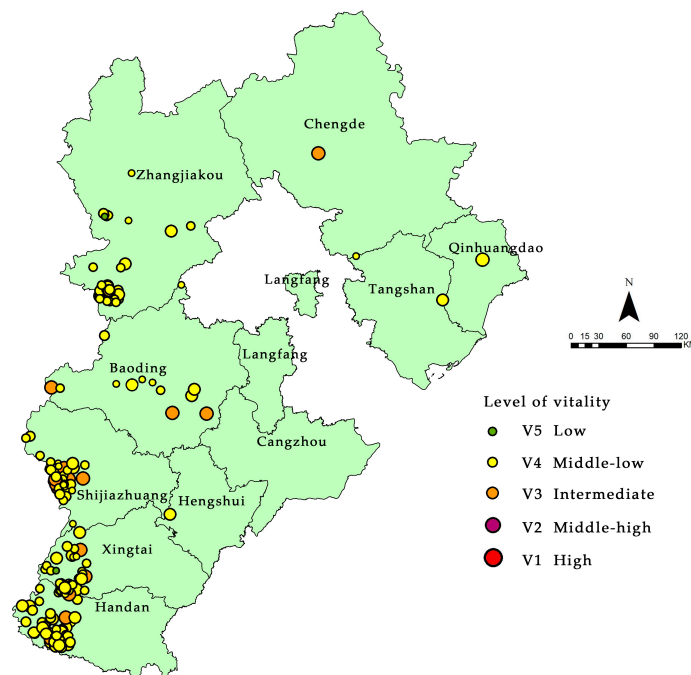 Chengde
Zhangjiakou
Qinhuangdao
Langfang
Tangshan
N
0 15 30 60 90 120
Langfang
Baoding
Level of vitality
V5 Low
Cangzhou
V4 Middle-low
Shijiazhuang
Hengshui
V3 Intermediate
V2 Middle-high
Xingtai
V1 High
Handan